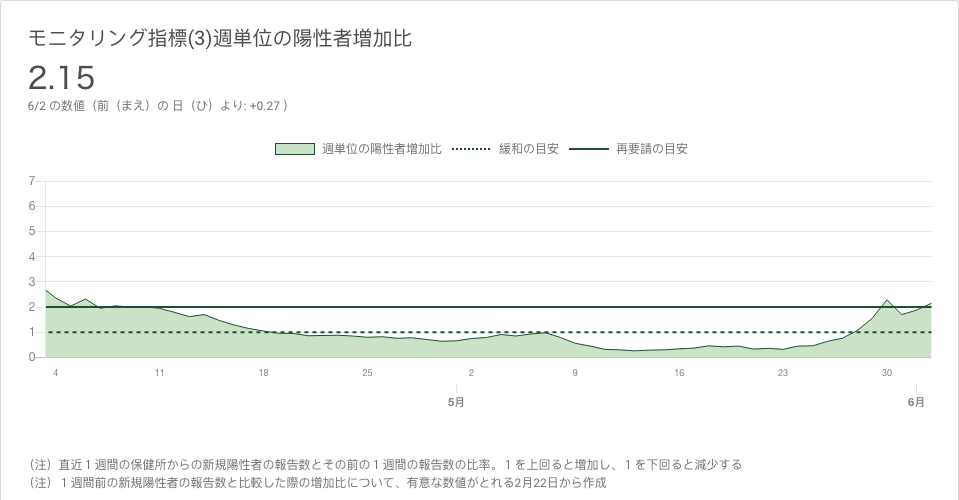 モニタリング指標(3)週単位の陽性者増加比
2.15
6/2 の数値（前（まえ）の 日（ひ）より: +0.27 ）
週単位の陽性者増加比 緩和の目安 再要請の目安
7
6
5
4
3
2
1
0
4 11 18 25 2 9 16 23 30
5月 6月
（注）直近１週間の保健所からの新規陽性者の報告数とその前の１週間の報告数の比率。１を上回ると増加し、１を下回ると減少する
（注）１週間前の新規陽性者の報告数と比較した際の増加比について、有意な数値がとれる2月22日から作成